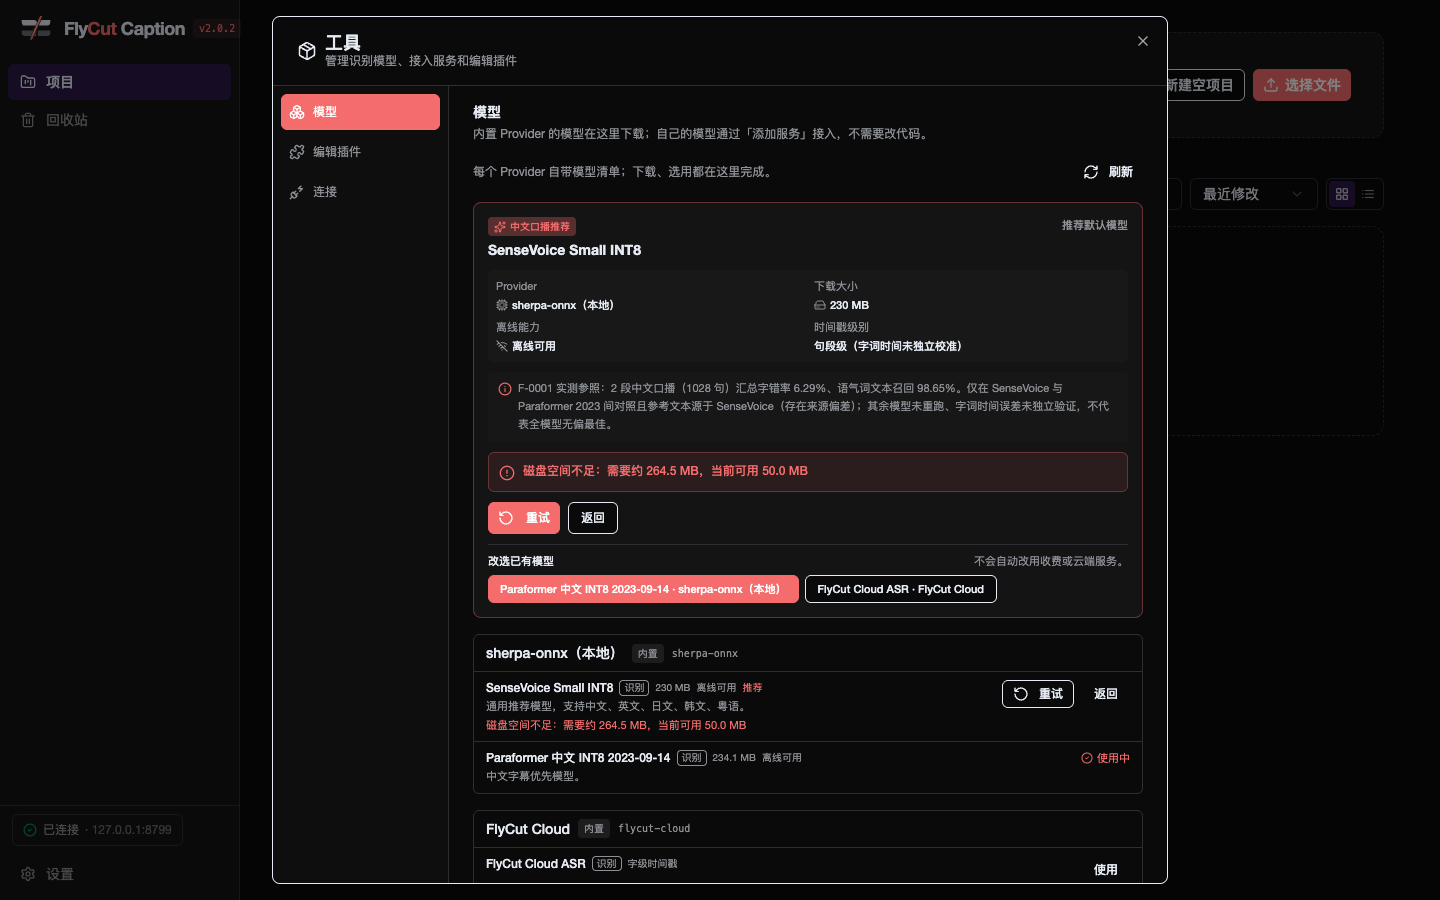 FlyCut Caption v2.0.2
项目
回收站
已连接 · 127.0.0.1:8799
设置
新建空项目
选择文件
最近修改
工具
管理识别模型、接入服务和编辑插件
模型
编辑插件
连接
模型
内置 Provider 的模型在这里下载；自己的模型通过「添加服务」接入，不需要改代码。
每个 Provider 自带模型清单；下载、选用都在这里完成。
刷新
中文口播推荐
推荐默认模型
SenseVoice Small INT8
Provider
下载大小
sherpa-onnx（本地）
230 MB
离线能力
时间戳级别
离线可用
句段级（字词时间未独立校准）
F-0001 实测参照：2 段中文口播（1028 句）汇总字错率 6.29%、语气词文本召回 98.65%。仅在 SenseVoice 与
Paraformer 2023 间对照且参考文本源于 SenseVoice（存在来源偏差）；其余模型未重跑、字词时间误差未独立验证，不代
表全模型无偏最佳。
磁盘空间不足：需要约 264.5 MB，当前可用 50.0 MB
重试
返回
改选已有模型
不会自动改用收费或云端服务。
Paraformer 中文 INT8 2023-09-14 · sherpa-onnx（本地）
FlyCut Cloud ASR · FlyCut Cloud
sherpa-onnx（本地） 内置 sherpa-onnx
SenseVoice Small INT8 识别 230 MB 离线可用 推荐
通用推荐模型，支持中文、英文、日文、韩文、粤语。
磁盘空间不足：需要约 264.5 MB，当前可用 50.0 MB
重试
返回
Paraformer 中文 INT8 2023-09-14 识别 234.1 MB 离线可用
中文字幕优先模型。
使用中
FlyCut Cloud 内置 flycut-cloud
FlyCut Cloud ASR 识别 字级时间戳
使用